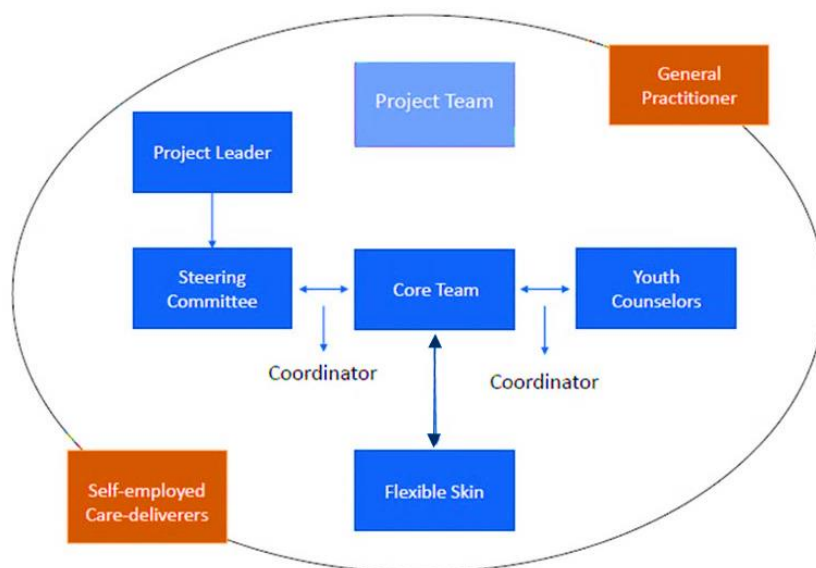 General
Practitioner
Project Team
Project Leader
Steering
Committee
Core Team
Youth
Counselors
Coordinator
Coordinator
Self-employed
Care-deliverers
Flexible Skin